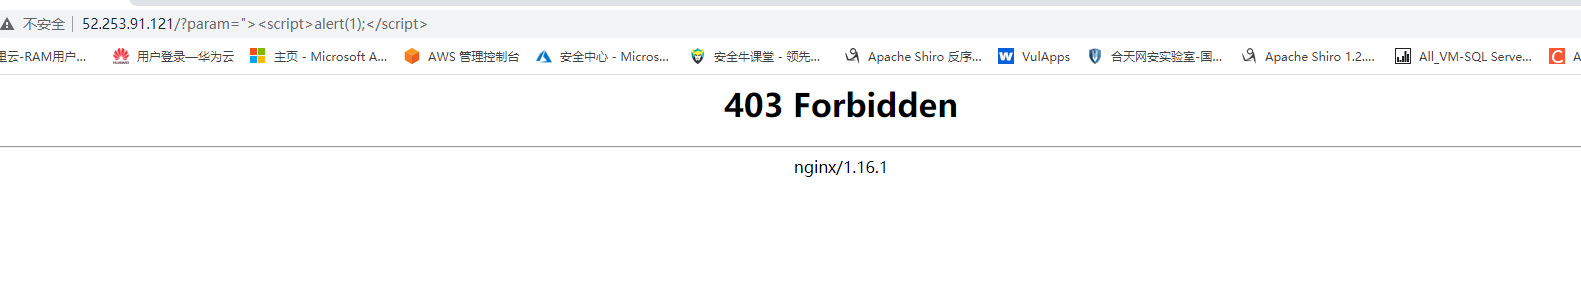 不安全 | 52.253.91.121/?param="><script>alert(1);</script>
里云-RAM用户... 用户登录—华为云 主页 - Microsoft A... AWS 管理控制台 安全中心 - Micros... 安全牛课堂 - 领先... Apache Shiro 反序... VulApps 合天网安实验室-国... Apache Shiro 1.2.... All_VM-SQL Serve... A
403 Forbidden
nginx/1.16.1